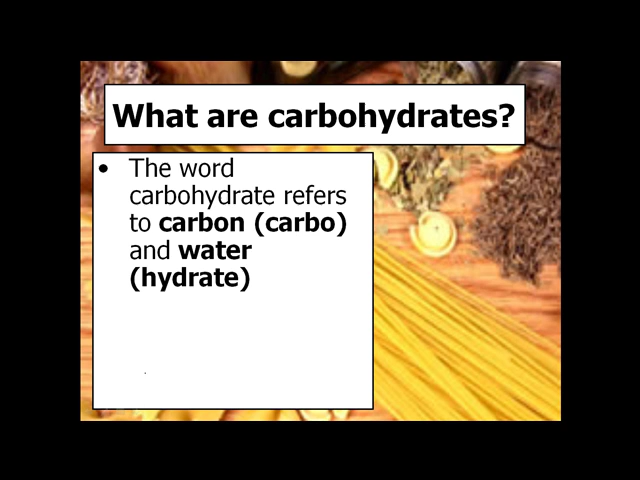 What are carbohydrates?
• The word
carbohydrate refers
to carbon (carbo)
and water
(hydrate)